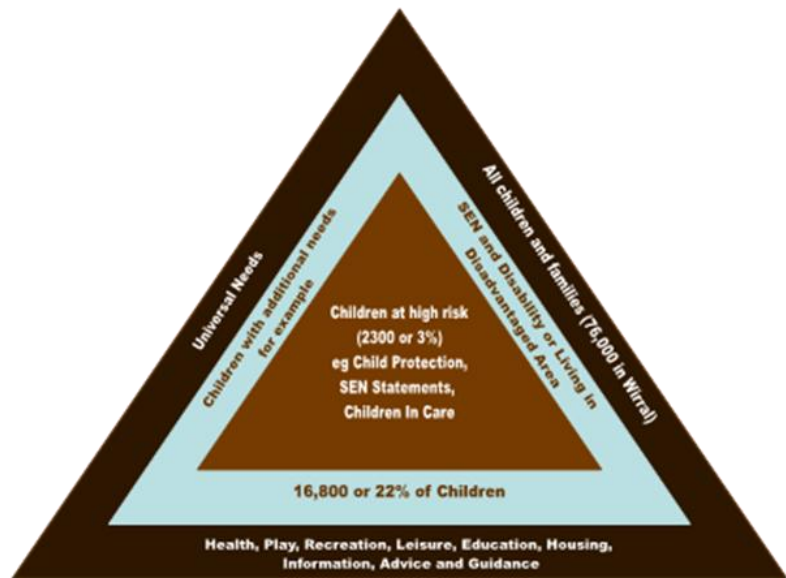 Universal Needs
All children and families (76,000 in Wirral)
Children with additional needs
for example
SEN and Disability or Living in
Disadvantaged Area
Children at high risk
(2300 or 3%)
eg Child Protection,
SEN Statements,
Children In Care
16,800 or 22% of Children
Health, Play, Recreation, Leisure, Education, Housing,
Information, Advice and Guidance